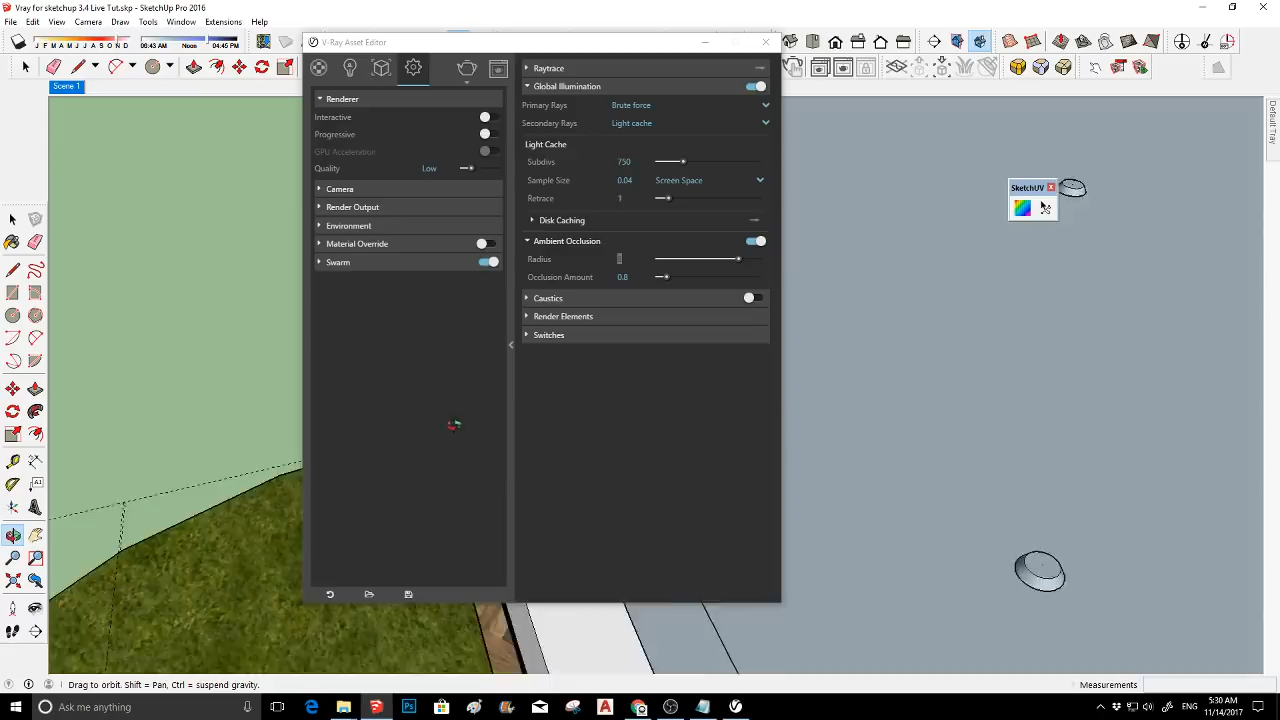 Vray for sketchup 3.4 Live Tut.skp - SketchUp Pro 2016
File Edit View Camera Draw Tools Window Extensions Help
J F M A M J J A S O N D
06:43 AM Noon 04:45 PM
Scene 1
V-Ray Asset Editor
Renderer
Interactive
Progressive
GPU Acceleration
Quality Low
Camera
Render Output
Environment
Material Override
Swarm
Raytrace
Global Illumination
Primary Rays Brute force
Secondary Rays Light cache
Light Cache
Subdivs 750
Sample Size 0.04 Screen Space
Retrace 1
Disk Caching
Ambient Occlusion
Radius
Occlusion Amount 0.8
Caustics
Render Elements
Switches
SketchUV
Default Tray
Drag to orbit. Shift = Pan, Ctrl = suspend gravity.
Measurements
Ask me anything
5:30 AM
11/14/2017